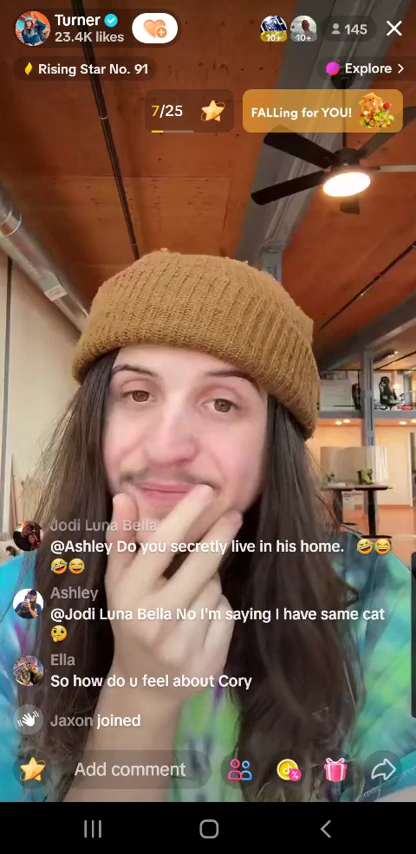 Turner
23.4K likes
10+
10+
145
Rising Star No. 91
Explore >
7/25
FALLing for YOU!
Jodi Luna Bella
@Ashley Do you secretly live in his home. 🤣😂
🤣😂
Ashley
@Jodi Luna Bella No I'm saying I have same cat
🤔
Ella
So how do u feel about Cory
Jaxon joined
Add comment